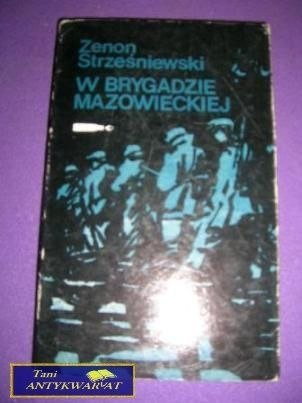 Zenon
Strześniewski
W BRYGADZIE
MAZOWIECKIEJ
Tani
ANTYKWARYAT